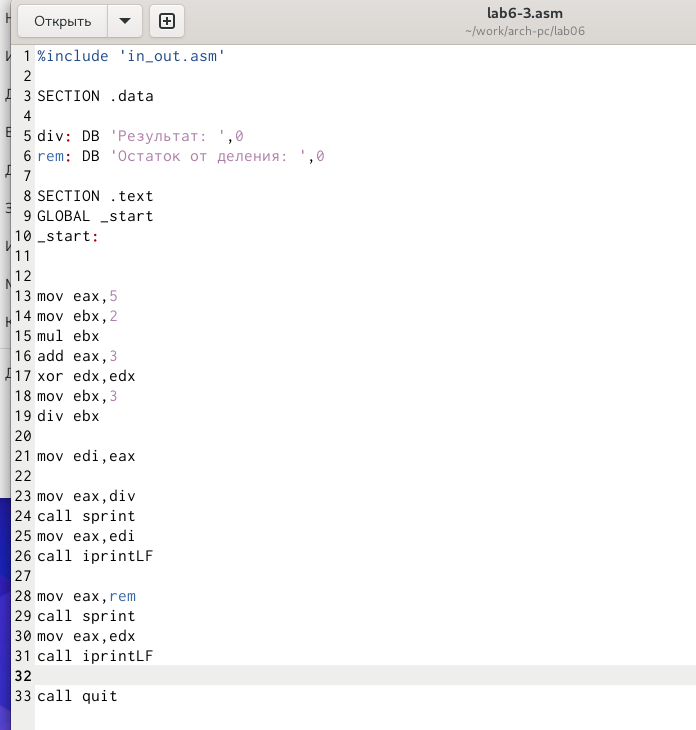 Открыть
lab6-3.asm
~/work/arch-pc/lab06
1 %include 'in_out.asm'
2
3 SECTION .data
4
5 div: DB 'Результат: ',0
6 rem: DB 'Остаток от деления: ',0
7
8 SECTION .text
9 GLOBAL _start
10 _start:
11
12
13 mov eax,5
14 mov ebx,2
15 mul ebx
16 add eax,3
17 xor edx,edx
18 mov ebx,3
19 div ebx
20
21 mov edi,eax
22
23 mov eax,div
24 call sprint
25 mov eax,edi
26 call iprintLF
27
28 mov eax,rem
29 call sprint
30 mov eax,edx
31 call iprintLF
32
33 call quit